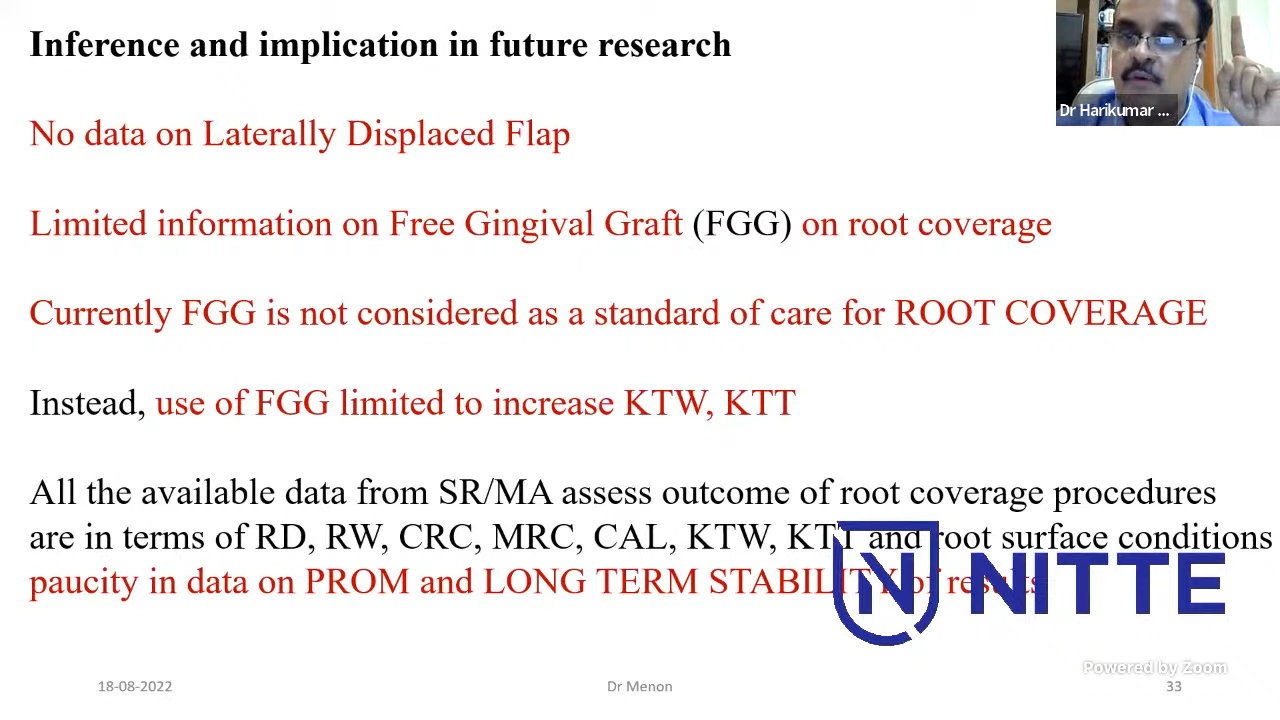 Inference and implication in future research
Dr Harikumar ...
No data on Laterally Displaced Flap
Limited information on Free Gingival Graft (FGG) on root coverage
Currently FGG is not considered as a standard of care for ROOT COVERAGE
Instead, use of FGG limited to increase KTW, KTT
All the available data from SR/MA assess outcome of root coverage procedures
are in terms of RD, RW, CRC, MRC, CAL, KTW, KTT and root surface conditions
paucity in data on PROM and LONG TERM STABILITY of results
N NITTE
Powered by Zoom
18-08-2022
Dr Menon
33